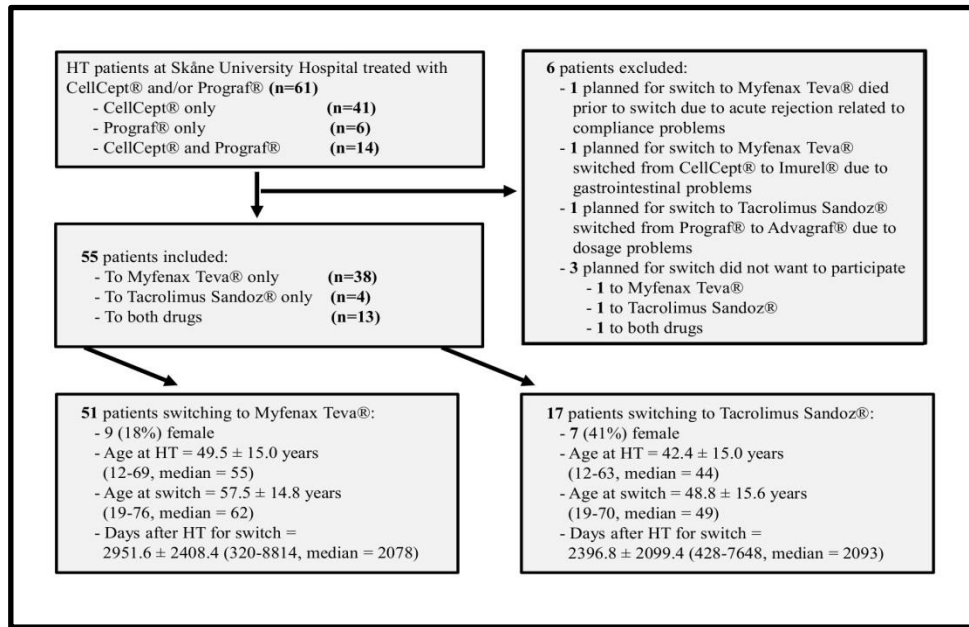 HT patients at Skåne University Hospital treated with
CellCept® and/or Prograf® (n=61)
- CellCept® only (n=41)
- Prograf® only (n=6)
- CellCept® and Prograf® (n=14)
6 patients excluded:
- 1 planned for switch to Myfenax Teva® died
prior to switch due to acute rejection related to
compliance problems
- 1 planned for switch to Myfenax Teva®
switched from CellCept® to Imurel® due to
gastrointestinal problems
- 1 planned for switch to Tacrolimus Sandoz®
switched from Prograf® to Advagraf® due to
dosage problems
- 3 planned for switch did not want to participate
- 1 to Myfenax Teva®
- 1 to Tacrolimus Sandoz®
- 1 to both drugs
55 patients included:
- To Myfenax Teva® only (n=38)
- To Tacrolimus Sandoz® only (n=4)
- To both drugs (n=13)
51 patients switching to Myfenax Teva®:
- 9 (18%) female
- Age at HT = 49.5 ± 15.0 years
(12-69, median = 55)
- Age at switch = 57.5 ± 14.8 years
(19-76, median = 62)
- Days after HT for switch =
2951.6 ± 2408.4 (320-8814, median = 2078)
17 patients switching to Tacrolimus Sandoz®:
- 7 (41%) female
- Age at HT = 42.4 ± 15.0 years
(12-63, median = 44)
- Age at switch = 48.8 ± 15.6 years
(19-70, median = 49)
- Days after HT for switch =
2396.8 ± 2099.4 (428-7648, median = 2093)